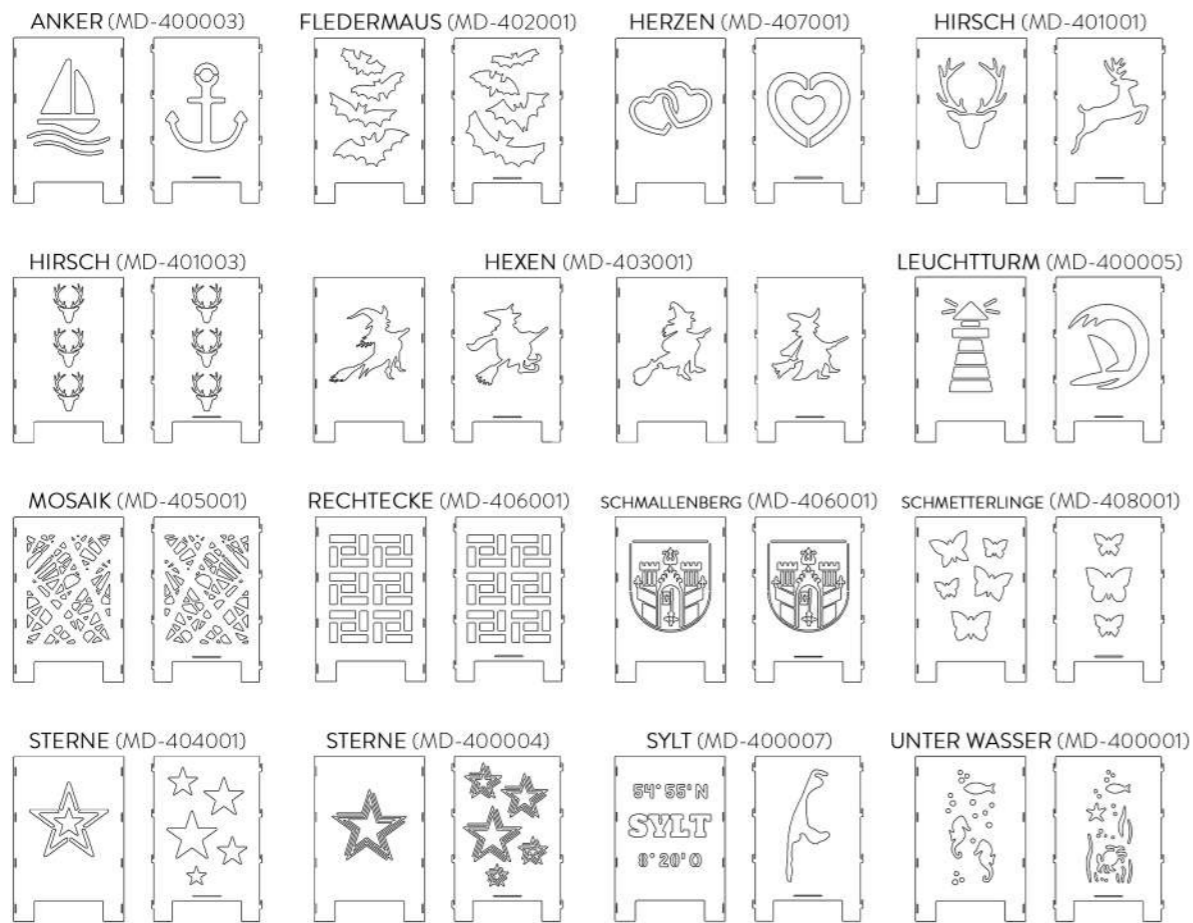 ANKER (MD-400003)
FLEDERMAUS (MD-402001)
HERZEN (MD-407001)
HIRSCH (MD-401001)
HIRSCH (MD-401003)
HEXEN (MD-403001)
LEUCHTTURM (MD-400005)
MOSAIK (MD-405001)
RECHTECKE (MD-406001)
SCHMALLENBERG (MD-406001)
SCHMETTERLINGE (MD-408001)
STERNE (MD-404001)
STERNE (MD-400004)
SYLT (MD-400007)
UNTER WASSER (MD-400001)
54° 55' N
SYLT
8° 20' O